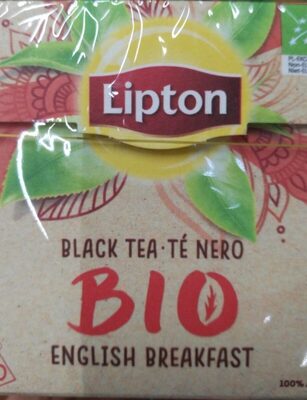 Lipton
BLACK TEA · TÉ NERO
BIO
ENGLISH BREAKFAST
100%